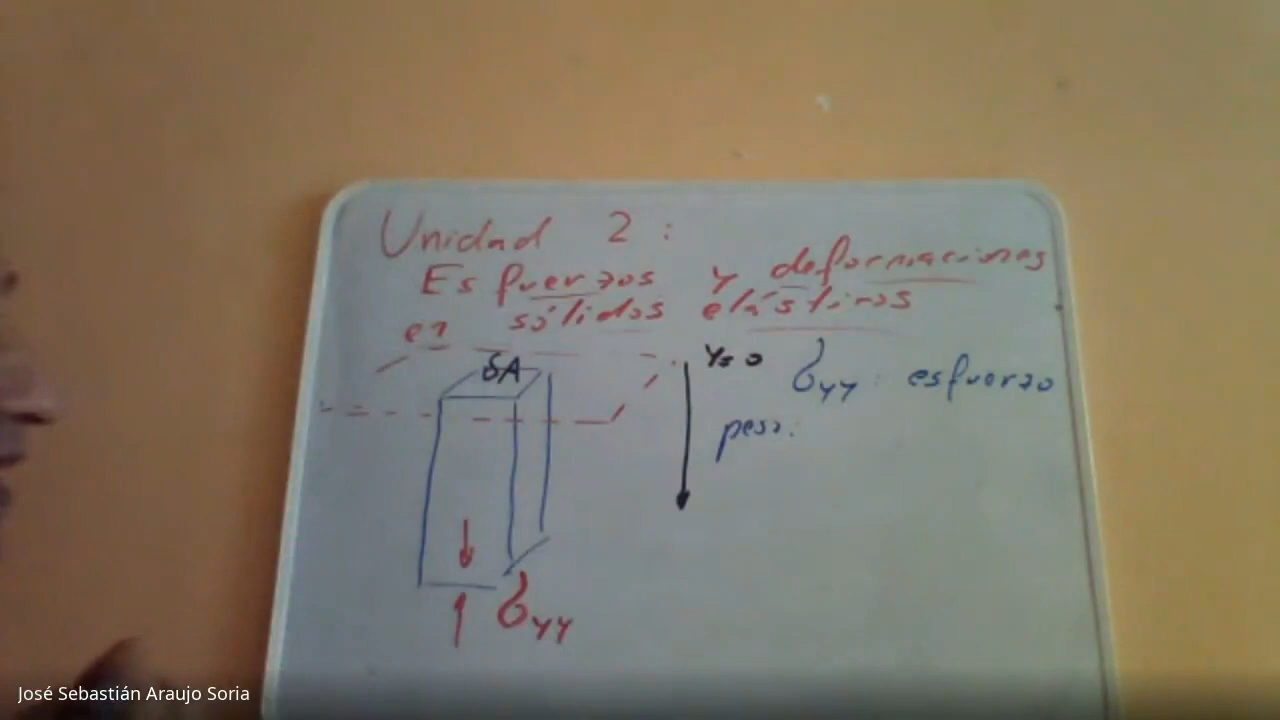 Unidad 2:
Esfuerzos y deformaciones
en sólidos elásticos
δA
y=0
σyy: esfuerzo
peso.
σyy
José Sebastián Araujo Soria